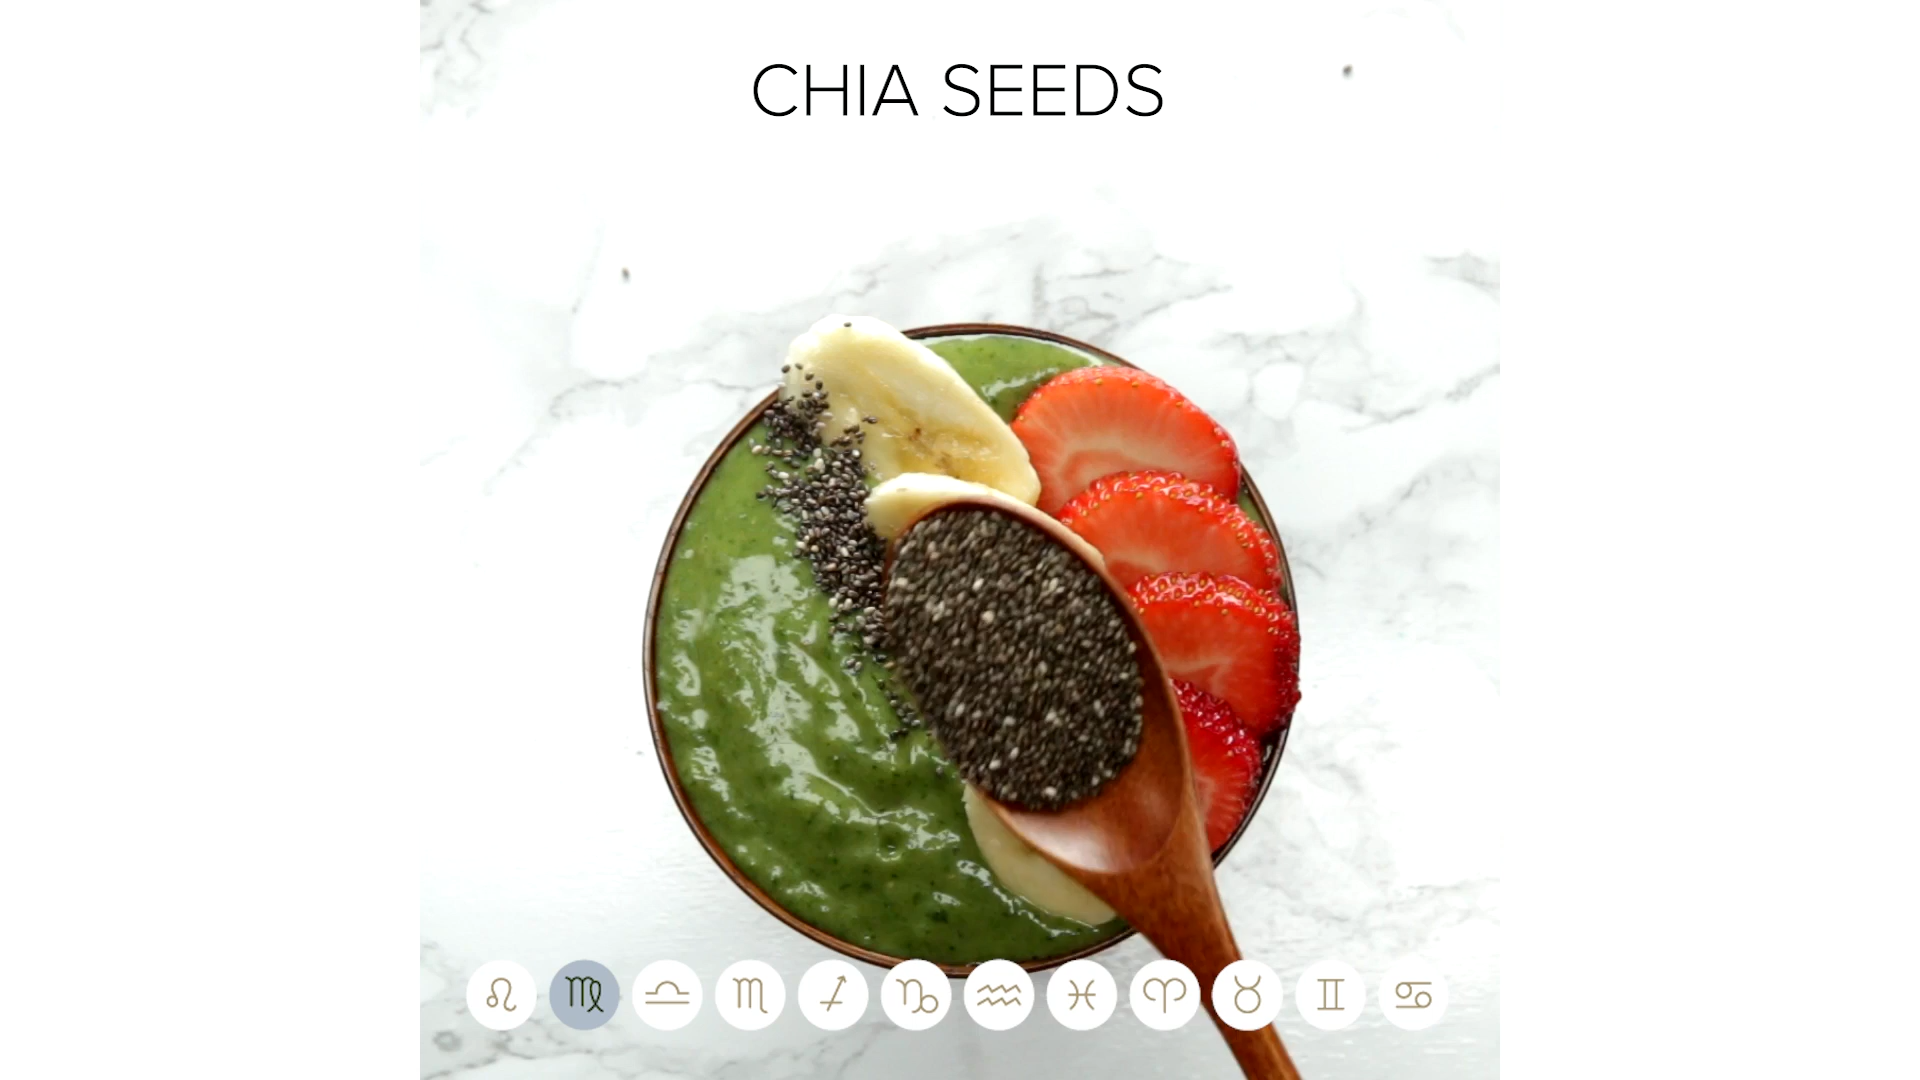 CHIA SEEDS
♌ ♍ ♎ ♏ ♐ ♑ ♒ ♓ ♈ ♉ ♊ ♋